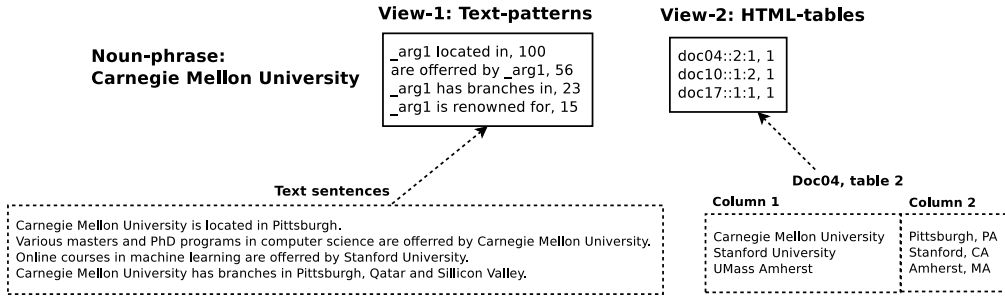 View-1: Text-patterns
View-2: HTML-tables
Noun-phrase:
Carnegie Mellon University
_arg1 located in, 100
are offerred by _arg1, 56
_arg1 has branches in, 23
_arg1 is renowned for, 15
doc04::2:1, 1
doc10::1:2, 1
doc17::1:1, 1
Text sentences
Carnegie Mellon University is located in Pittsburgh.
Various masters and PhD programs in computer science are offerred by Carnegie Mellon University.
Online courses in machine learning are offerred by Stanford University.
Carnegie Mellon University has branches in Pittsburgh, Qatar and Sillicon Valley.
Doc04, table 2
Column 1 Column 2
Carnegie Mellon University Pittsburgh, PA
Stanford University Stanford, CA
UMass Amherst Amherst, MA